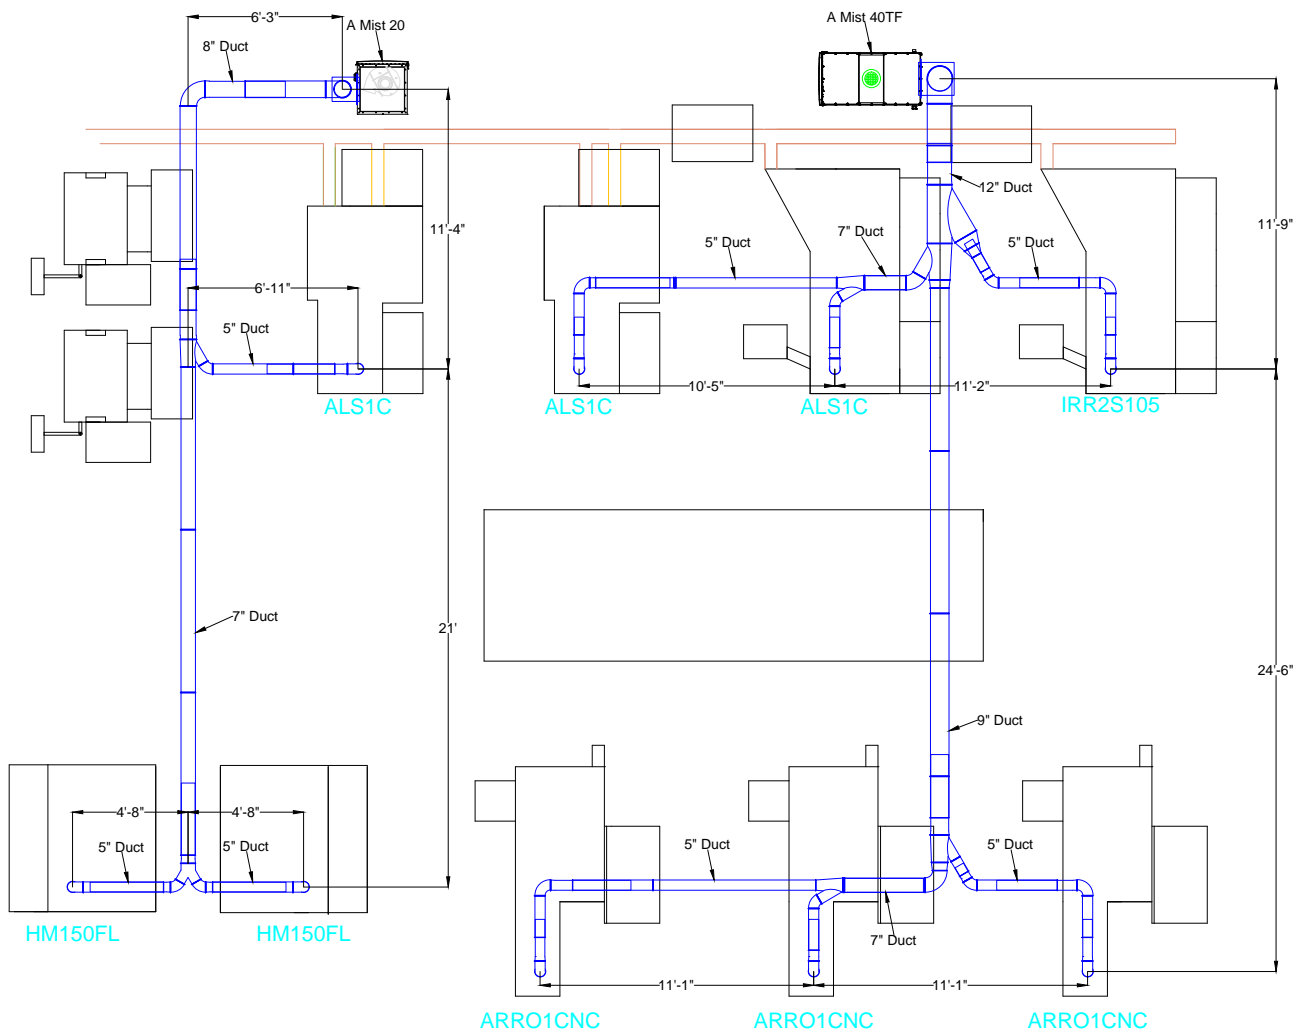 6'-3"
A Mist 20
A Mist 40TF
8" Duct
12" Duct
11'-4"
11'-9"
7" Duct
5" Duct
5" Duct
6'-11"
5" Duct
10'-5"
11'-2"
ALS1C
ALS1C
ALS1C
IRR2S105
7" Duct
21'
24'-6"
9" Duct
4'-8"
4'-8"
5" Duct
5" Duct
5" Duct
5" Duct
7" Duct
HM150FL
HM150FL
11'-1"
11'-1"
ARRO1CNC
ARRO1CNC
ARRO1CNC